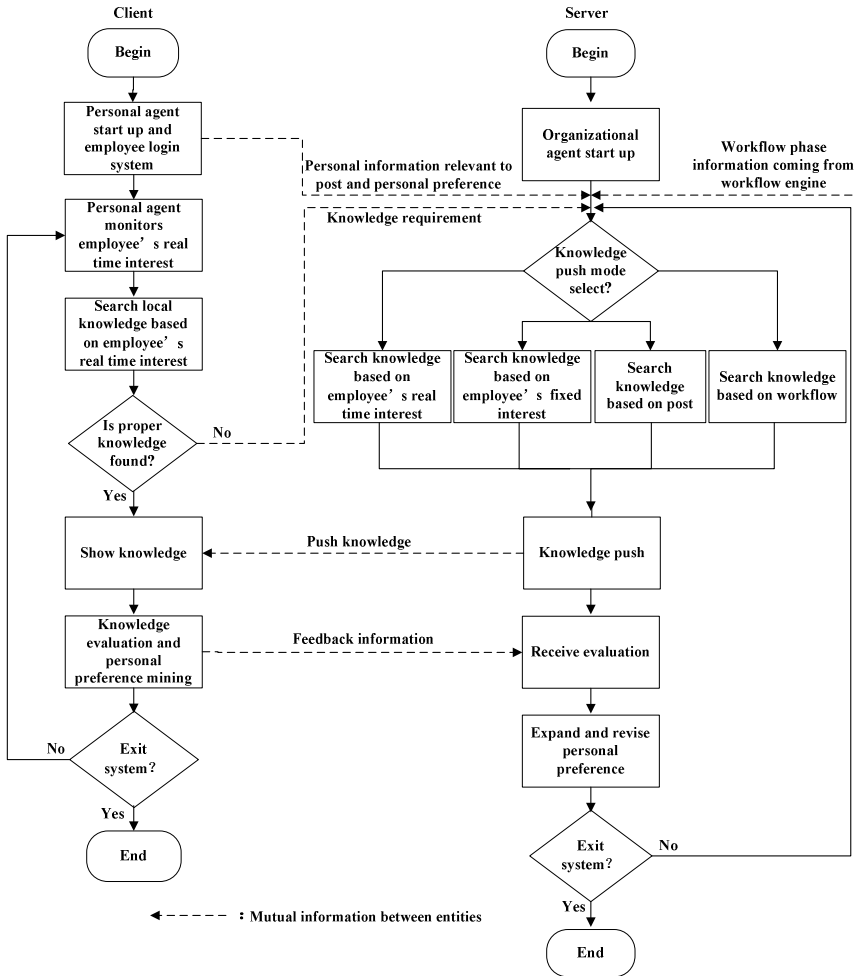 Client
Server
Begin
Begin
Personal agent
start up and
employee login
system
Organizational
agent start up
Personal information relevant to
post and personal preference
Workflow phase
information coming from
workflow engine
Personal agent
monitors
employee’s real
time interest
Knowledge requirement
Knowledge
push mode
select?
Search local
knowledge based
on employee’s
real time interest
Search knowledge
based on
employee’s real
time interest
Search knowledge
based on
employee’s fixed
interest
Search
knowledge
based on post
Search knowledge
based on workflow
Is proper
knowledge
found?
No
Yes
Show knowledge
Push knowledge
Knowledge push
Knowledge
evaluation and
personal
preference mining
Feedback information
Receive evaluation
Exit
system?
No
Yes
Expand and revise
personal
preference
End
Exit
system?
No
Yes
End
: Mutual information between entities